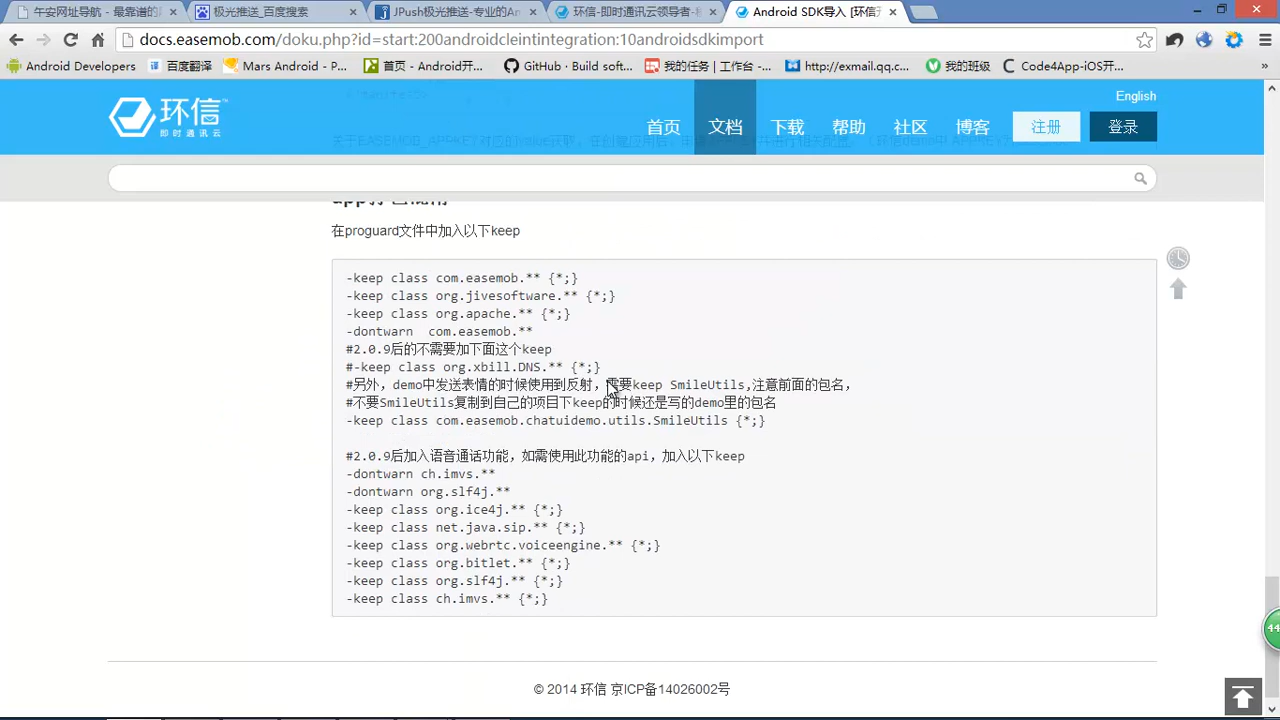 午安网址导航 - 最靠谱的
极光推送_百度搜索
JPush极光推送-专业的An
环信-即时通讯云领导者-
Android SDK导入 [环信
docs.easemob.com/doku.php?id=start:200androidcleintintegration:10androidsdkimport
Android Developers
百度翻译
Mars Android - P...
首页 - Android开...
GitHub · Build soft...
我的任务 | 工作台 -...
http://exmail.qq.c...
我的班级
Code4App-iOS开...
»
English
环信™
即时通讯云
首页
文档
下载
帮助
社区
博客
注册
登录
在proguard文件中加入以下keep
-keep class com.easemob.** {*;}
-keep class org.jivesoftware.** {*;}
-keep class org.apache.** {*;}
-dontwarn  com.easemob.**
#2.0.9后的不需要加下面这个keep
#-keep class org.xbill.DNS.** {*;}
#另外，demo中发送表情的时候使用到反射，需要keep SmileUtils,注意前面的包名，
#不要SmileUtils复制到自己的项目下keep的时候还是写的demo里的包名
-keep class com.easemob.chatuidemo.utils.SmileUtils {*;}
#2.0.9后加入语音通话功能，如需使用此功能的api，加入以下keep
-dontwarn ch.imvs.**
-dontwarn org.slf4j.**
-keep class org.ice4j.** {*;}
-keep class net.java.sip.** {*;}
-keep class org.webrtc.voiceengine.** {*;}
-keep class org.bitlet.** {*;}
-keep class org.slf4j.** {*;}
-keep class ch.imvs.** {*;}
44
© 2014 环信 京ICP备14026002号